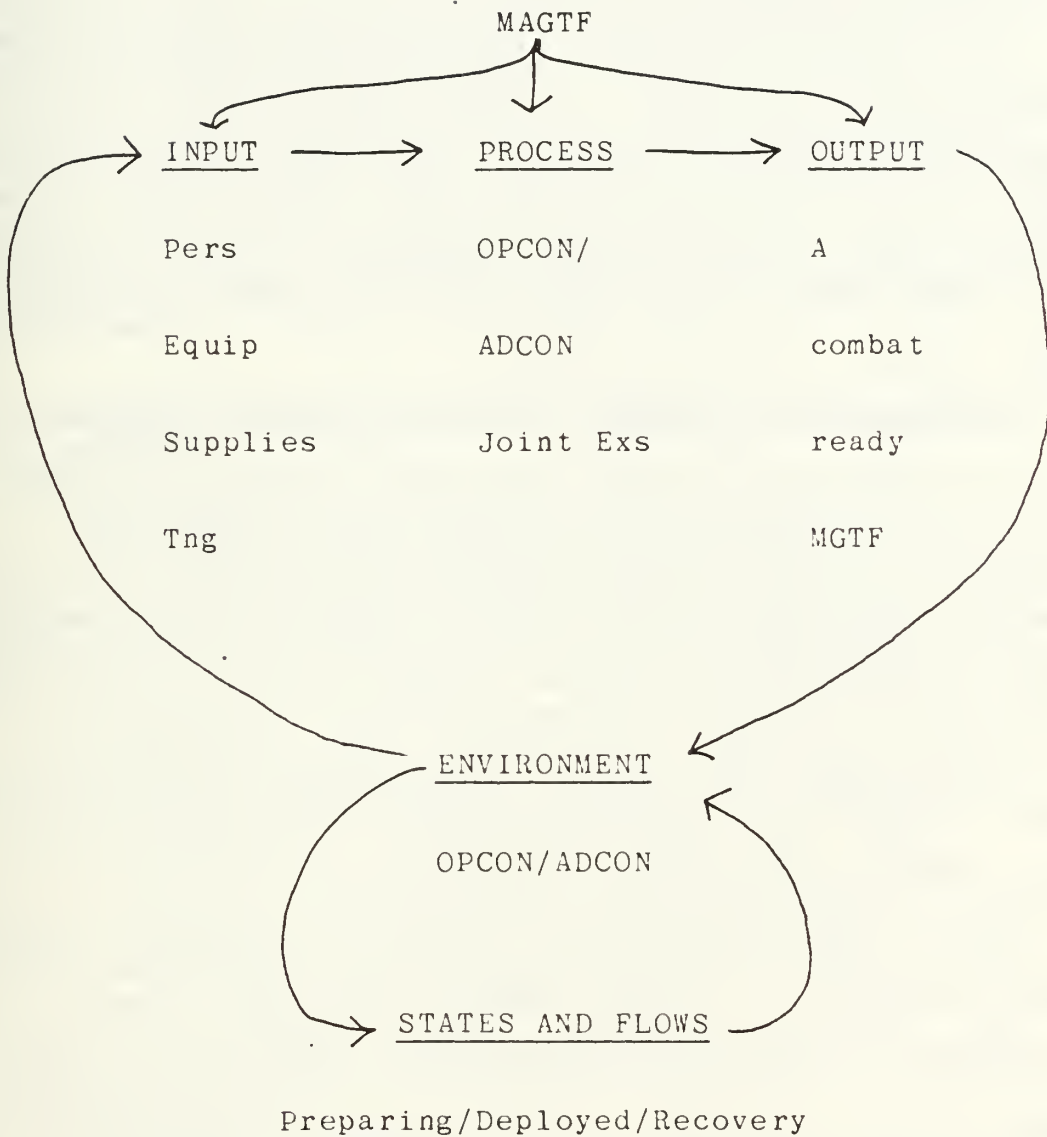 MAGTF
INPUT PROCESS OUTPUT
Pers OPCON/ A
Equip ADCON combat
Supplies Joint Exs ready
Tng MGTF
ENVIRONMENT
OPCON/ADCON
STATES AND FLOWS
Preparing/Deployed/Recovery